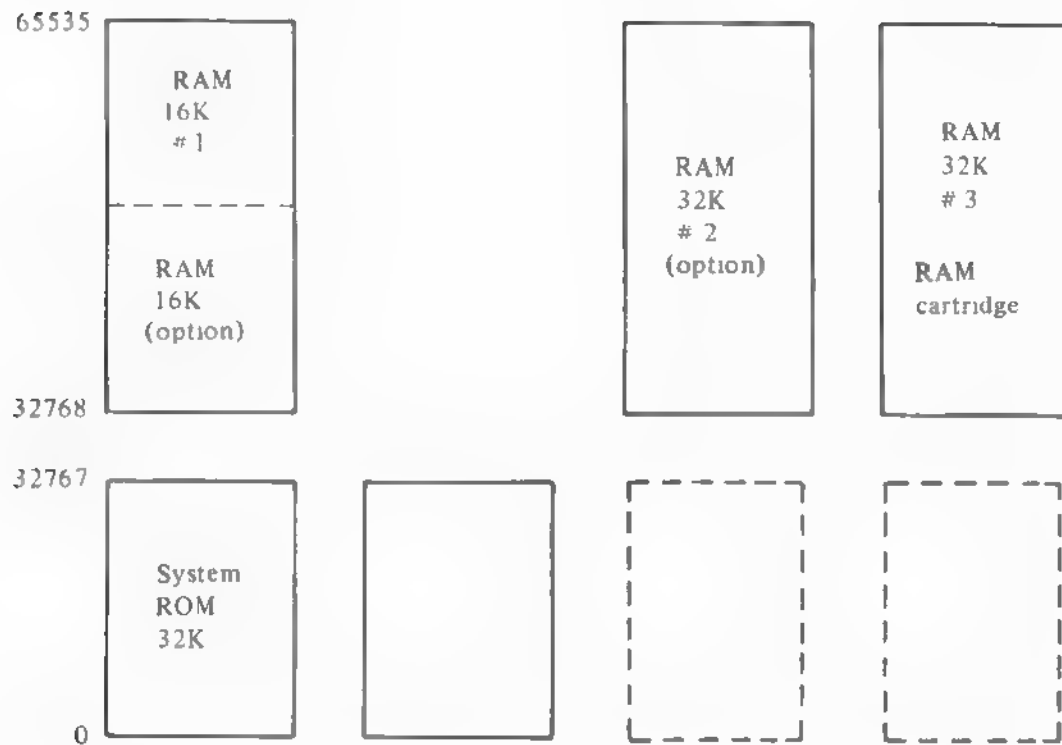 65535
RAM
16K
# 1
RAM
16K
(option)
32768
RAM
32K
# 2
(option)
RAM
32K
# 3
RAM
cartridge
32767
System
ROM
32K
0